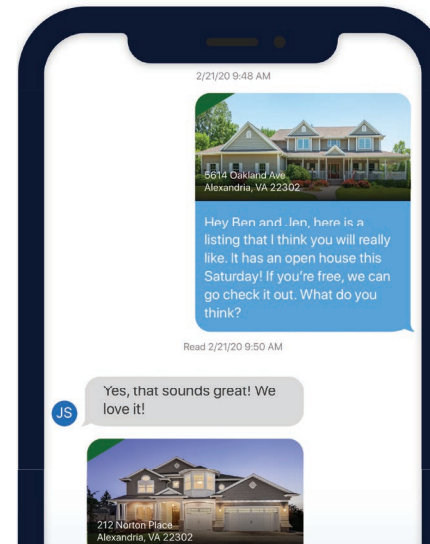 2/21/20 9:48 AM
5614 Oakland Ave
Alexandria, VA 22302
Hey Ben and Jen, here is a
listing that I think you will really
like. It has an open house this
Saturday! If you're free, we can
go check it out. What do you
think?
Read 2/21/20 9:50 AM
Yes, that sounds great! We
love it!
JS
212 Norton Place
Alexandria, VA 22302